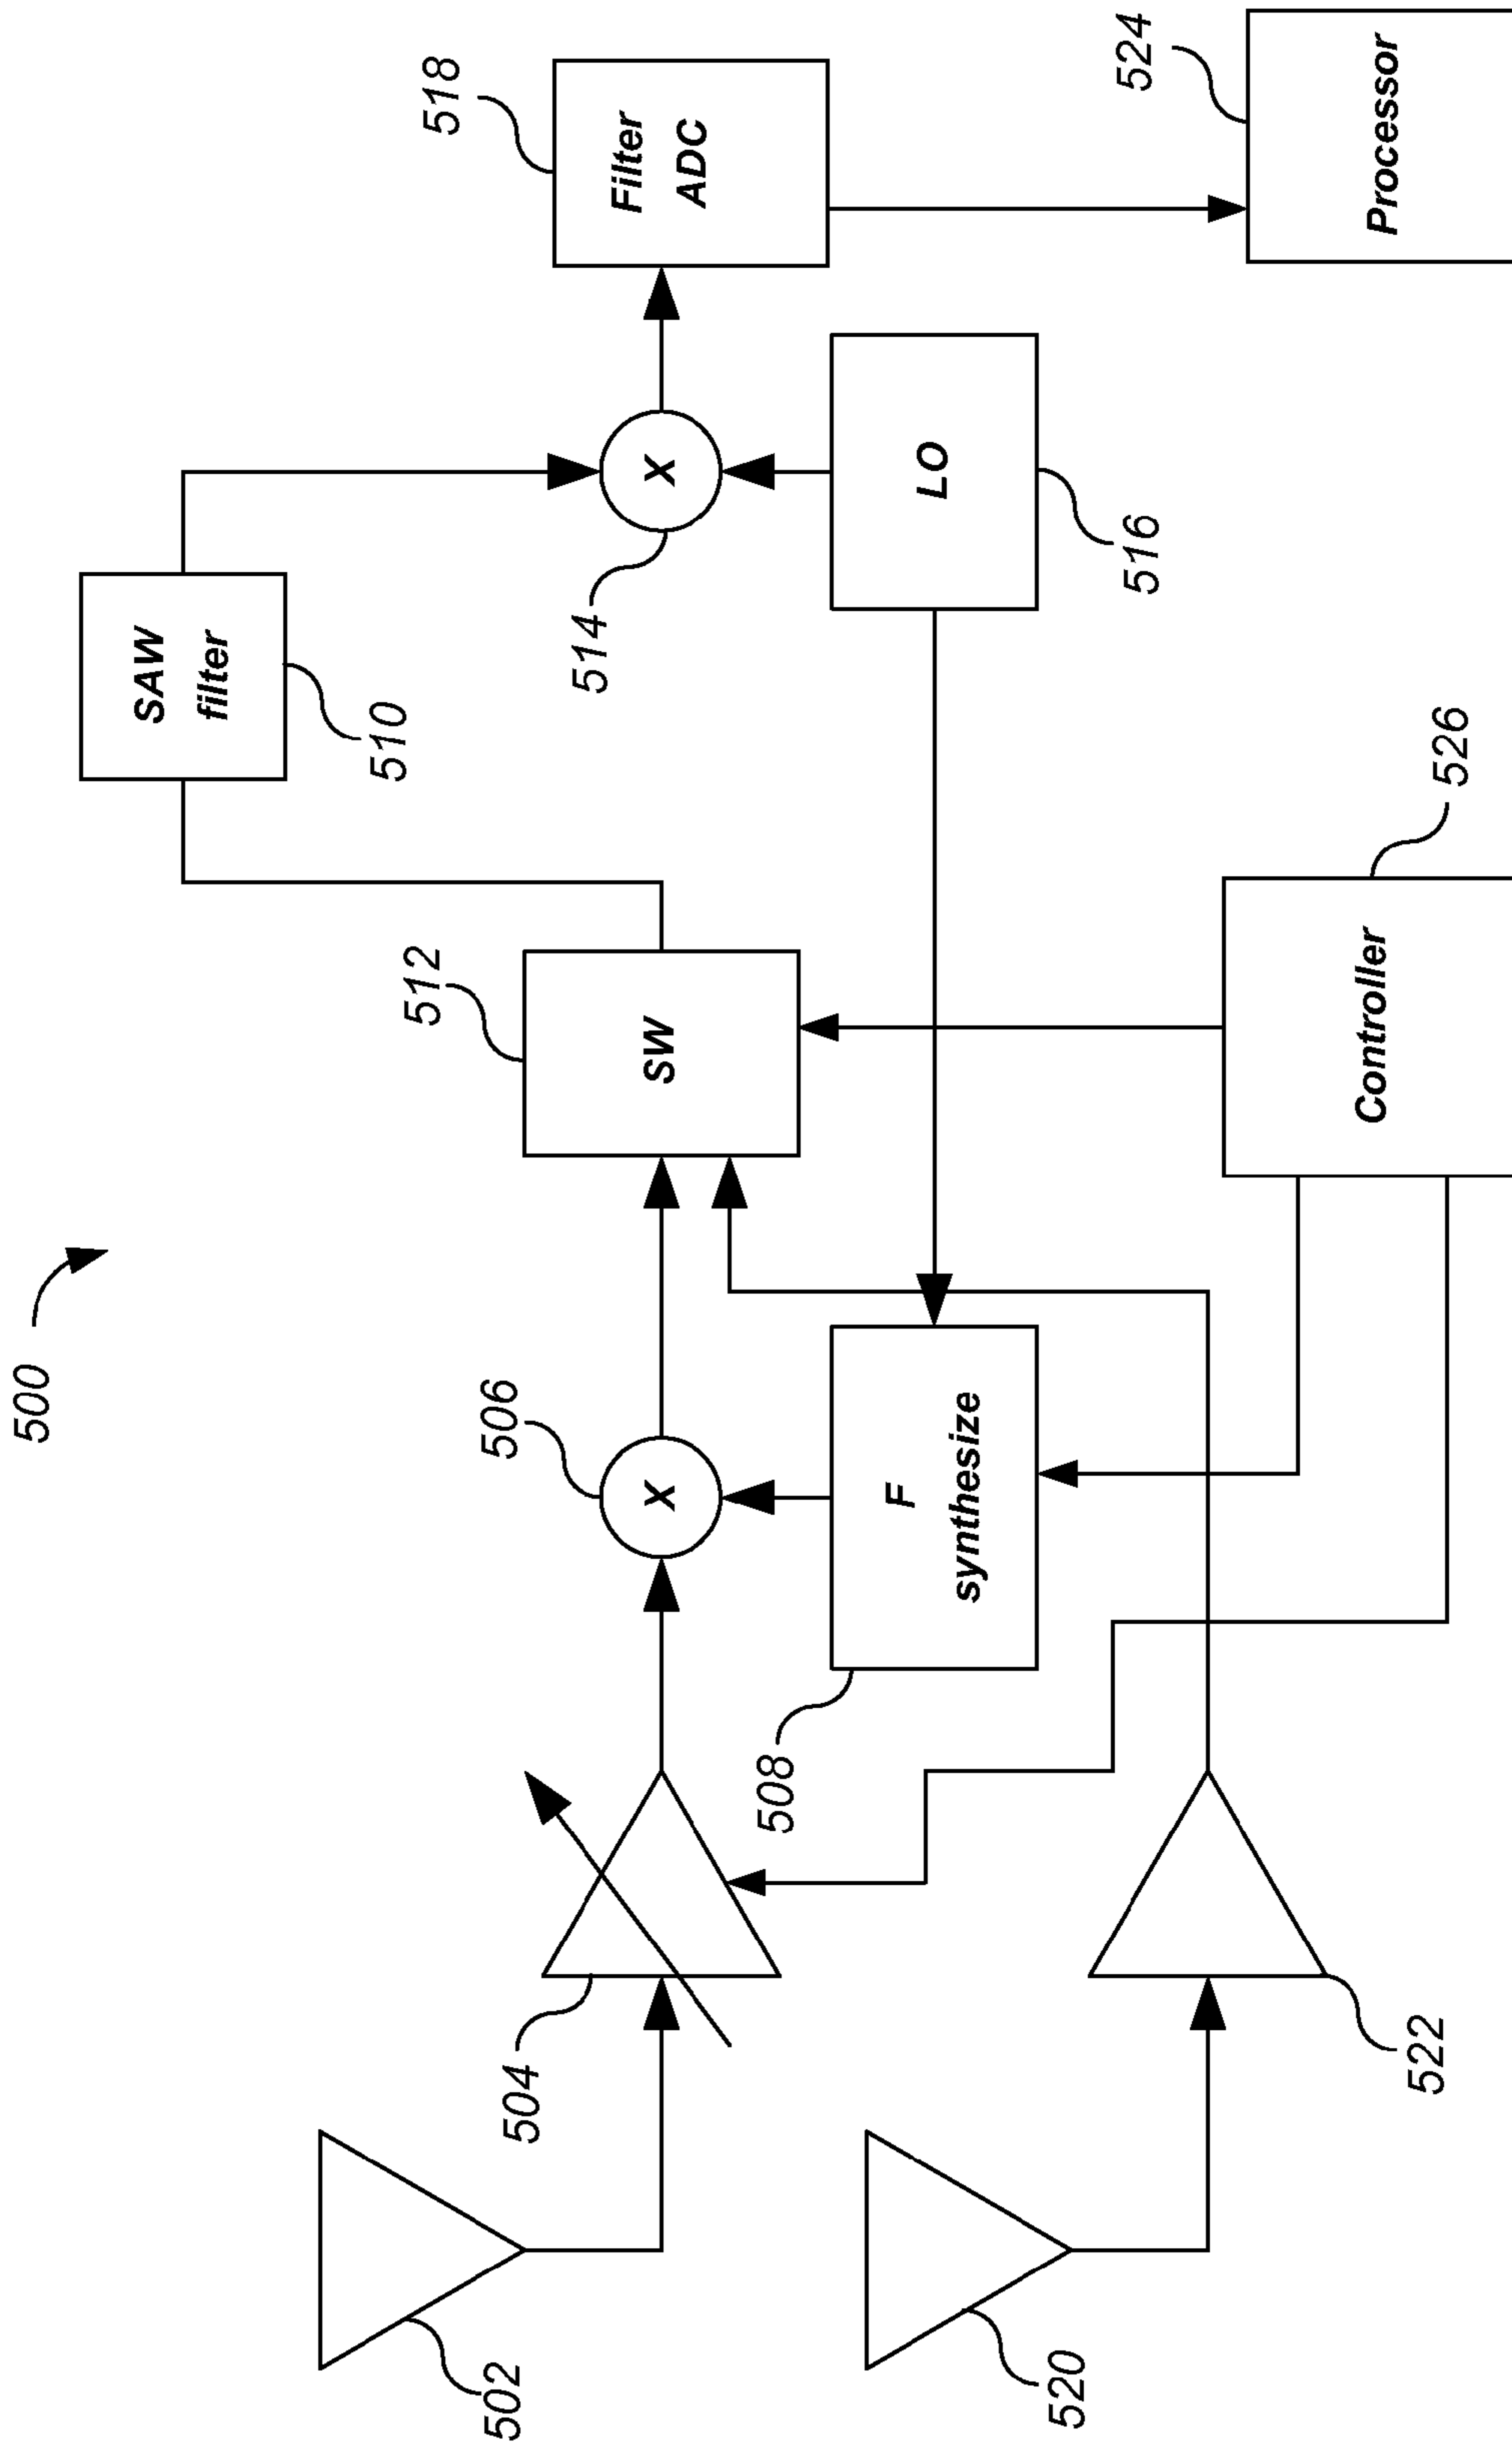 500
518
Filter
ADC
524
Processor
SAW
filter
510
514
LO
516
512
SW
526
Controller
506
F
synthesize
508
504
502
522
520